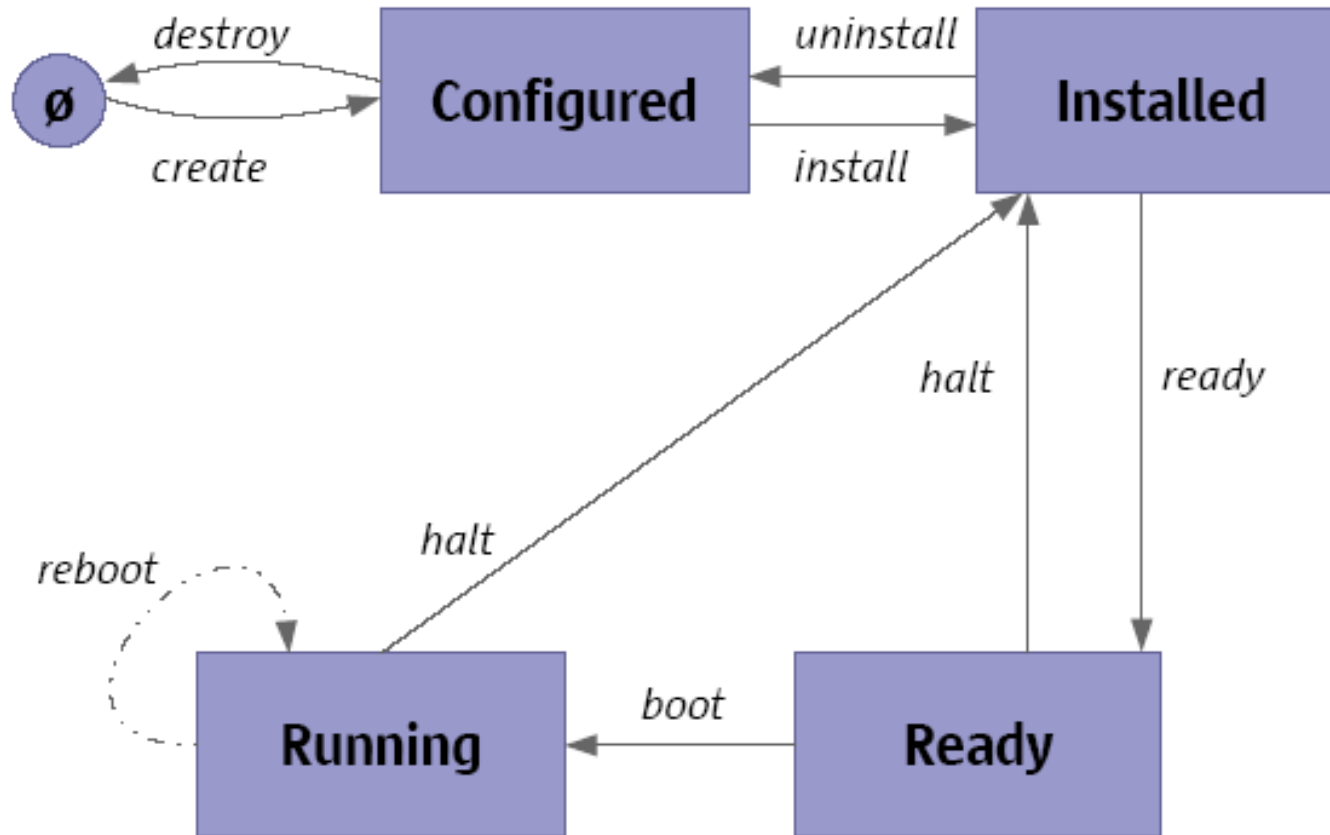 destroy
uninstall
ø
Configured
Installed
create
install
halt
ready
halt
reboot
boot
Running
Ready